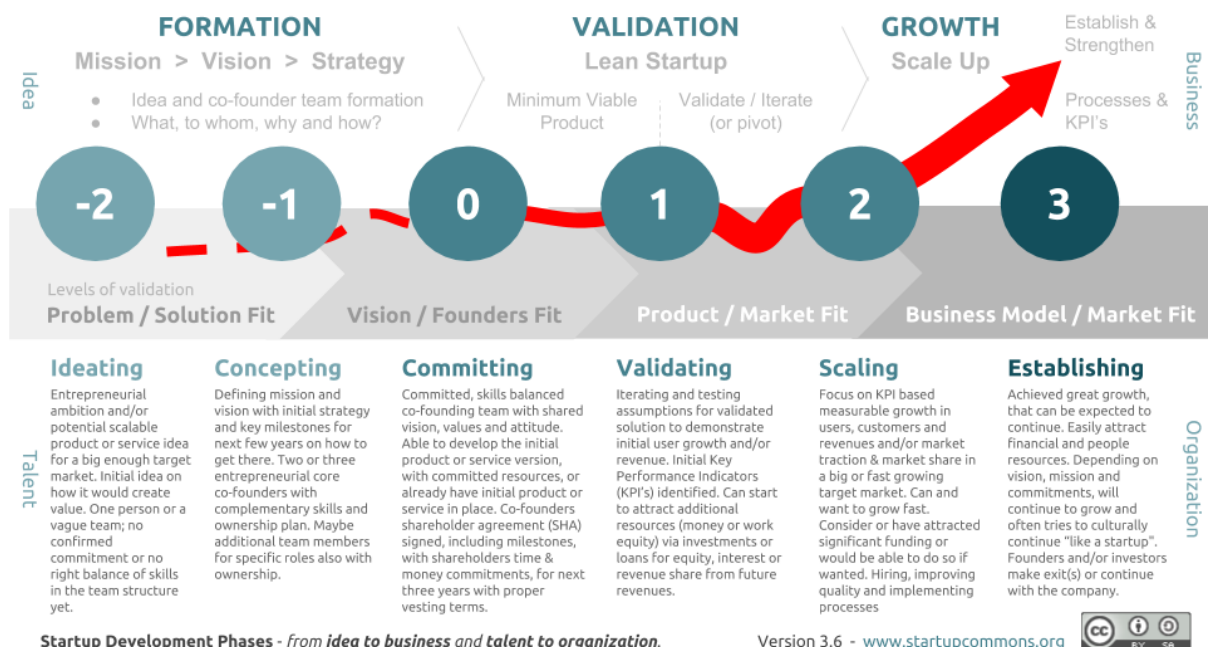 FORMATION
Mission > Vision > Strategy
● Idea and co-founder team formation
● What, to whom, why and how?
VALIDATION
Lean Startup
Minimum Viable
Product
Validate / Iterate
(or pivot)
GROWTH
Scale Up
Establish &
Strengthen
Processes &
KPI's
Idea
Business
-2
-1
0
1
2
3
Levels of validation
Problem / Solution Fit
Vision / Founders Fit
Product / Market Fit
Business Model / Market Fit
Talent
Organization
Ideating
Entrepreneurial
ambition and/or
potential scalable
product or service idea
for a big enough target
market. Initial idea on
how it would create
value. One person or a
vague team; no
confirmed
commitment or no
right balance of skills
in the team structure
yet.
Concepting
Defining mission and
vision with initial strategy
and key milestones for
next few years on how to
get there. Two or three
entrepreneurial core
co-founders with
complementary skills and
ownership plan. Maybe
additional team members
for specific roles also with
ownership.
Committing
Committed, skills balanced
co-founding team with shared
vision, values and attitude.
Able to develop the initial
product or service version,
with committed resources, or
already have initial product or
service in place. Co-founders
shareholder agreement (SHA)
signed, including milestones,
with shareholders time &
money commitments, for next
three years with proper
vesting terms.
Validating
Iterating and testing
assumptions for validated
solution to demonstrate
initial user growth and/or
revenue. Initial Key
Performance Indicators
(KPI's) identified. Can start
to attract additional
resources (money or work
equity) via investments or
loans for equity, interest or
revenue share from future
revenues.
Scaling
Focus on KPI based
measurable growth in
users, customers and
revenues and/or market
traction & market share in
a big or fast growing
target market. Can and
want to grow fast.
Consider or have attracted
significant funding or
would be able to do so if
wanted. Hiring, improving
quality and implementing
processes
Establishing
Achieved great growth,
that can be expected to
continue. Easily attract
financial and people
resources. Depending on
vision, mission and
commitments, will
continue to grow and
often tries to culturally
continue "like a startup".
Founders and/or investors
make exit(s) or continue
with the company.
Startup Development Phases - from idea to business and talent to organization.
Version 3.6 - www.startupcommons.org
cc
BY SA